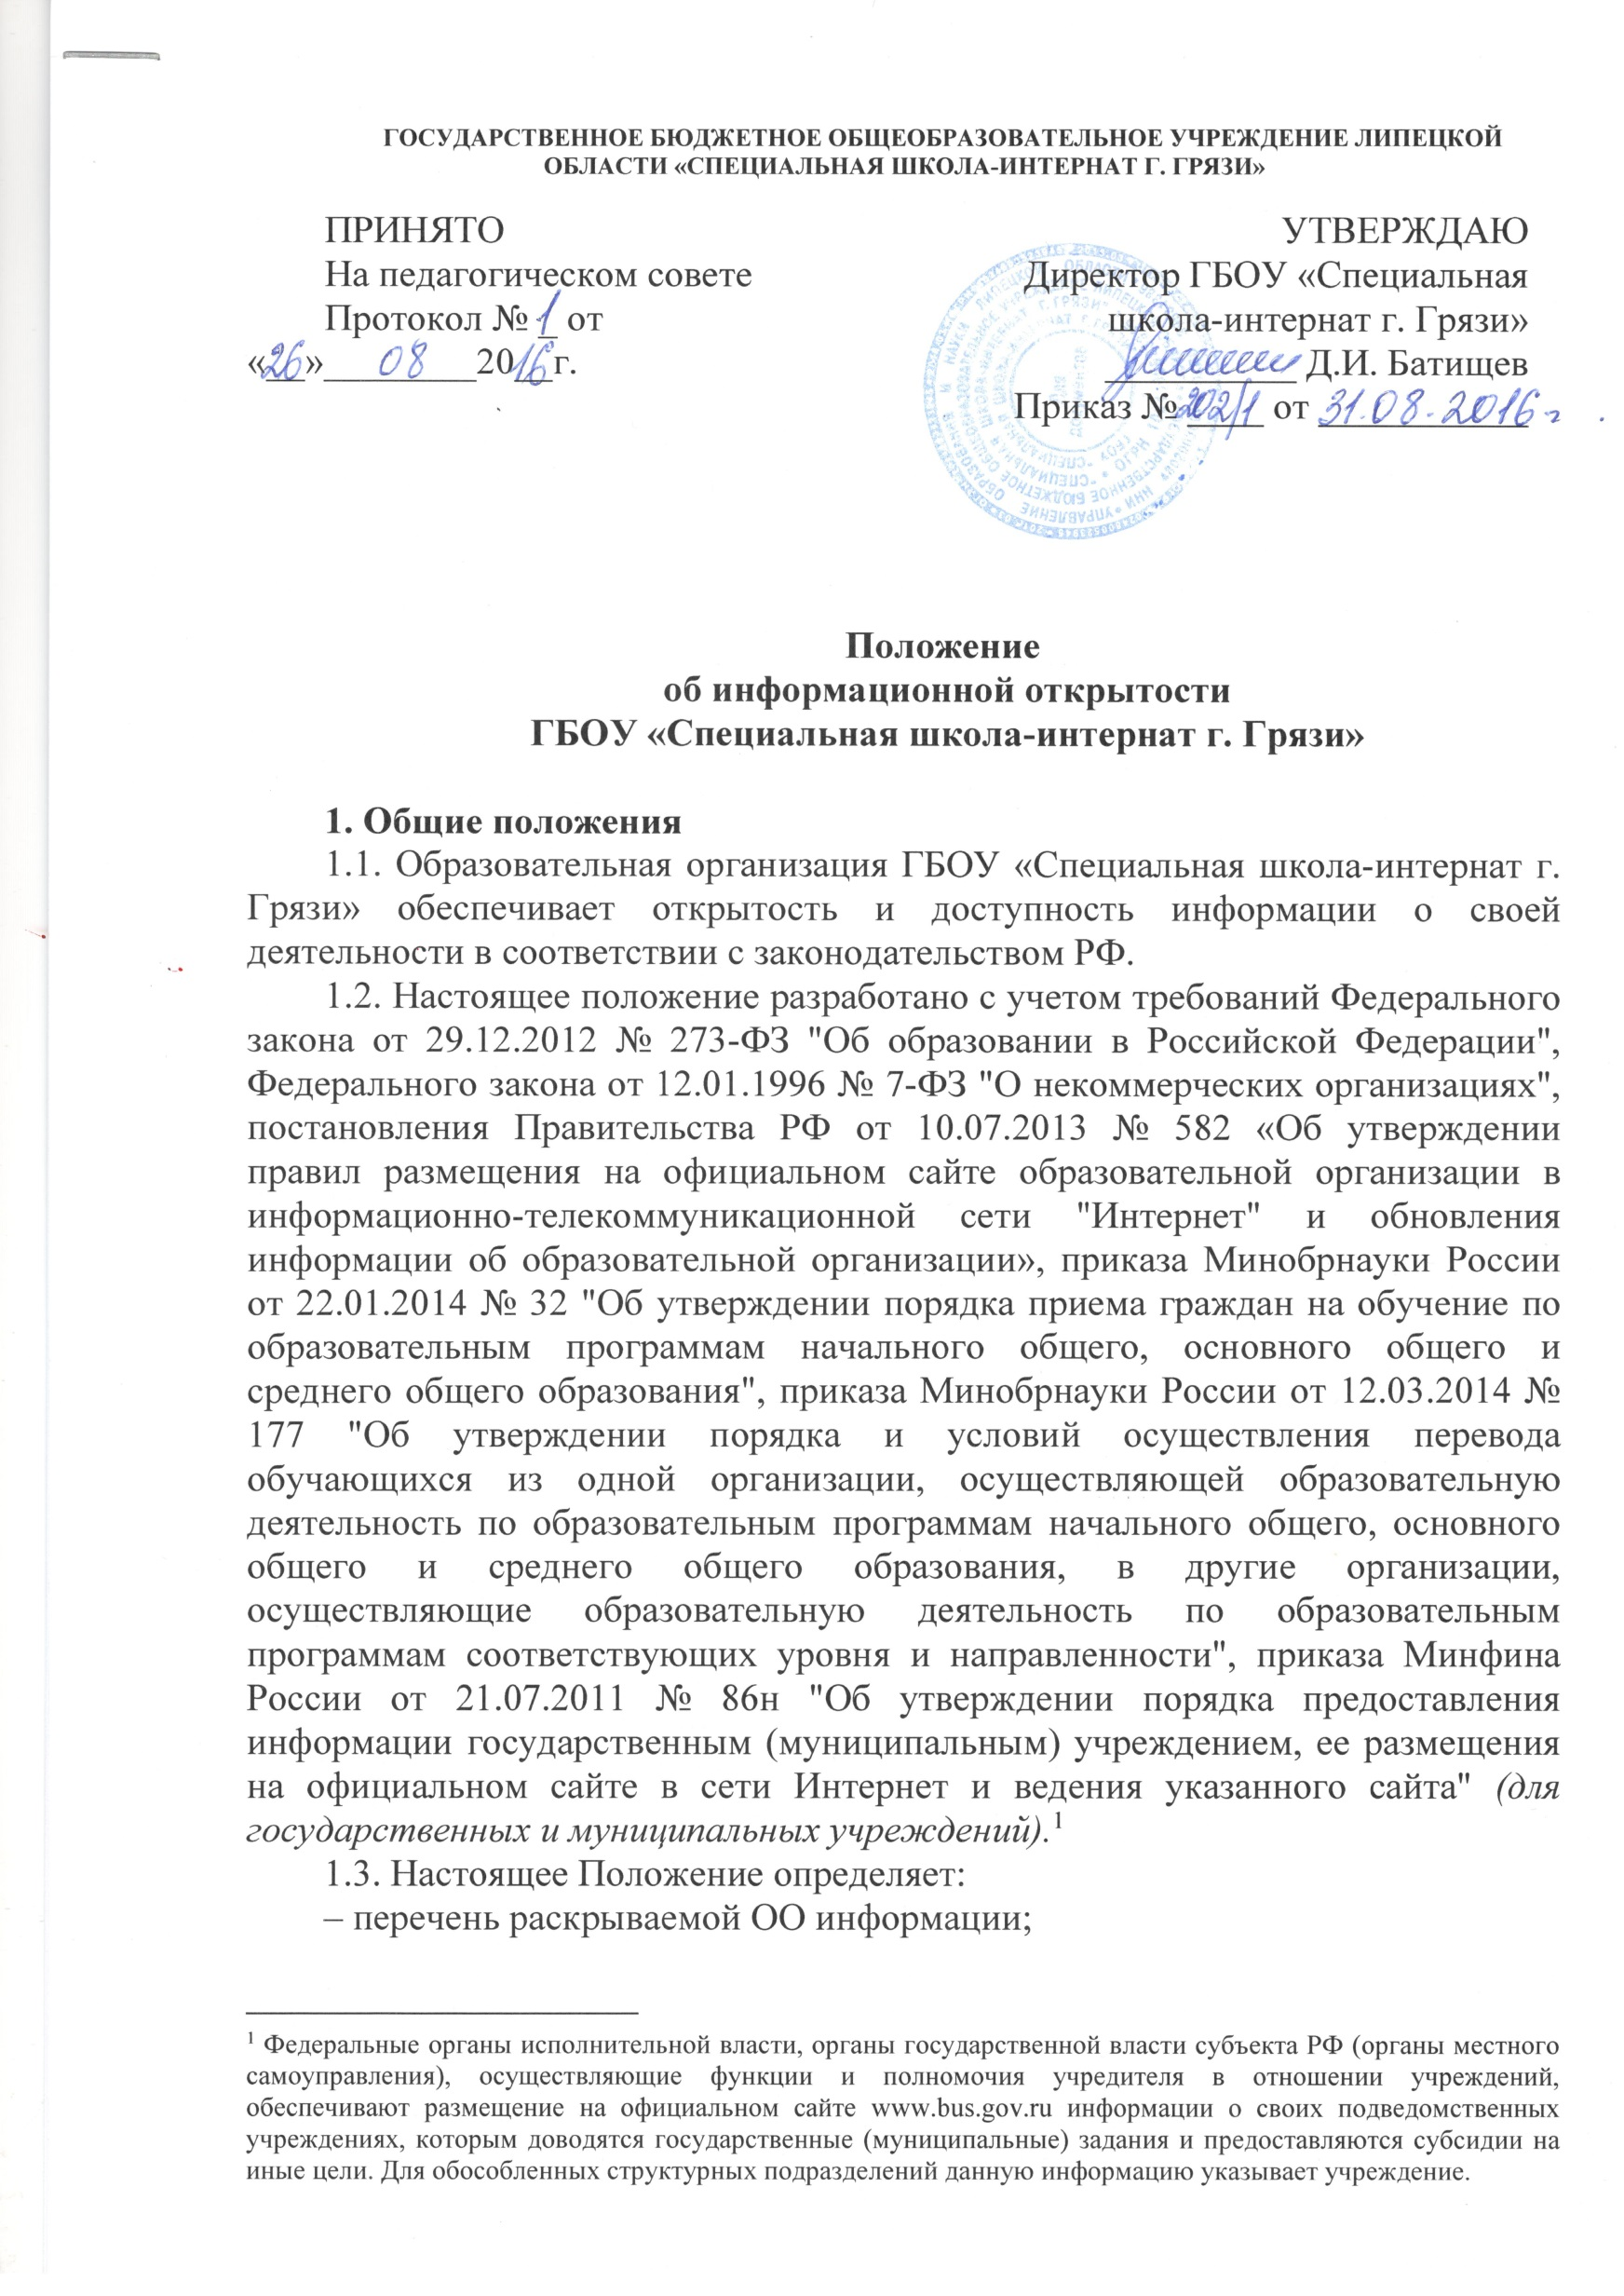 ГОСУДАРСТВЕННОЕ БЮДЖЕТНОЕ ОБЩЕОБРАЗОВАТЕЛЬНОЕ УЧРЕЖДЕНИЕ ЛИПЕЦКОЙ
ОБЛАСТИ «СПЕЦИАЛЬНАЯ ШКОЛА-ИНТЕРНАТ Г. ГРЯЗИ»
ПРИНЯТО
На педагогическом совете
Протокол № 1 от
«26» 08 2016г.
УТВЕРЖДАЮ
Директор ГБОУ «Специальная
школа-интернат г. Грязи»
Д.И. Батищев
Приказ № 202/1 от 31.08.2016г.
Положение
об информационной открытости
ГБОУ «Специальная школа-интернат г. Грязи»
1. Общие положения
1.1. Образовательная организация ГБОУ «Специальная школа-интернат г.
Грязи» обеспечивает открытость и доступность информации о своей
деятельности в соответствии с законодательством РФ.
1.2. Настоящее положение разработано с учетом требований Федерального
закона от 29.12.2012 № 273-ФЗ "Об образовании в Российской Федерации",
Федерального закона от 12.01.1996 № 7-ФЗ "О некоммерческих организациях",
постановления Правительства РФ от 10.07.2013 № 582 «Об утверждении
правил размещения на официальном сайте образовательной организации в
информационно-телекоммуникационной сети "Интернет" и обновления
информации об образовательной организации», приказа Минобрнауки России
от 22.01.2014 № 32 "Об утверждении порядка приема граждан на обучение по
образовательным программам начального общего, основного общего и
среднего общего образования", приказа Минобрнауки России от 12.03.2014 №
177 "Об утверждении порядка и условий осуществления перевода
обучающихся из одной организации, осуществляющей образовательную
деятельность по образовательным программам начального общего, основного
общего и среднего общего образования, в другие организации,
осуществляющие образовательную деятельность по образовательным
программам соответствующих уровня и направленности", приказа Минфина
России от 21.07.2011 № 86н "Об утверждении порядка предоставления
информации государственным (муниципальным) учреждением, ее размещения
на официальном сайте в сети Интернет и ведения указанного сайта" (для
государственных и муниципальных учреждений).1
1.3. Настоящее Положение определяет:
– перечень раскрываемой ОО информации;
1 Федеральные органы исполнительной власти, органы государственной власти субъекта РФ (органы местного
самоуправления), осуществляющие функции и полномочия учредителя в отношении учреждений,
обеспечивают размещение на официальном сайте www.bus.gov.ru информации о своих подведомственных
учреждениях, которым доводятся государственные (муниципальные) задания и предоставляются субсидии на
иные цели. Для обособленных структурных подразделений данную информацию указывает учреждение.